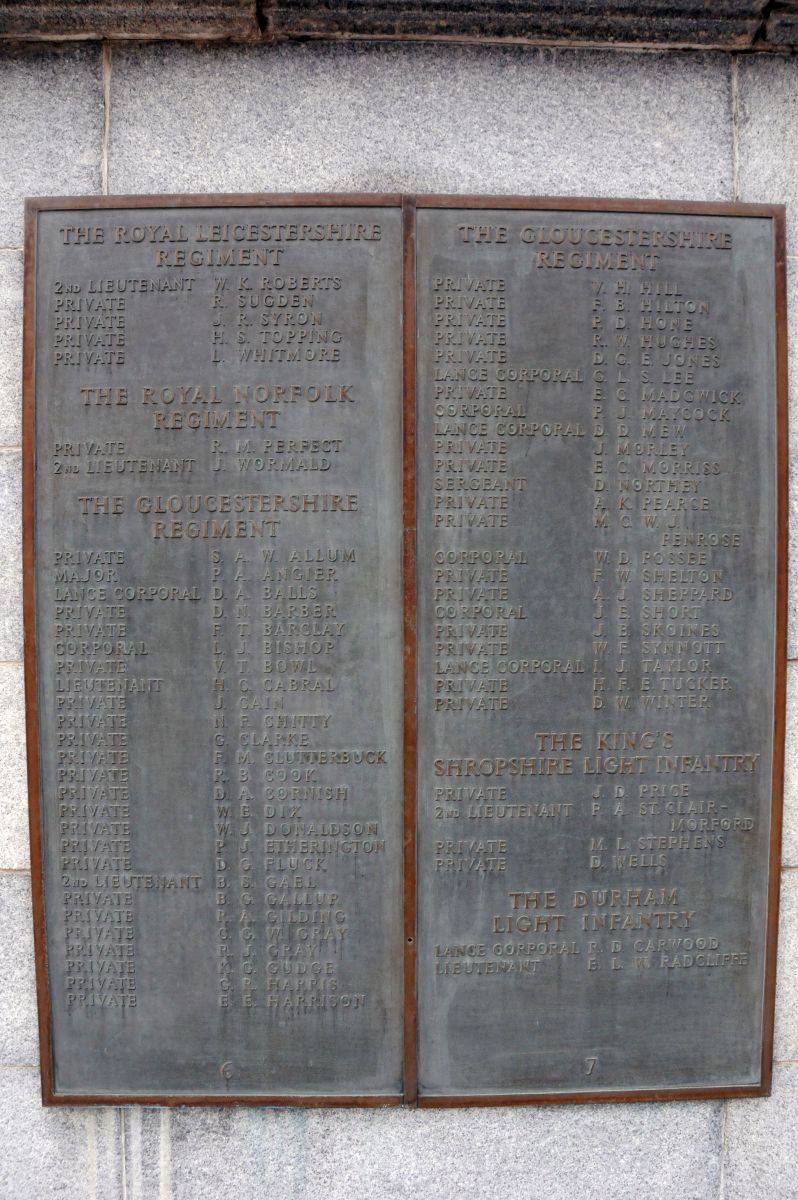 THE ROYAL LEICESTERSHIRE
REGIMENT
2ND LIEUTENANT W. K. ROBERTS
PRIVATE R. SUGDEN
PRIVATE J. R. SYRON
PRIVATE H. S. TOPPING
PRIVATE L. WHITMORE
THE ROYAL NORFOLK
REGIMENT
PRIVATE R. M. PERFECT
2ND LIEUTENANT J. WORMALD
THE GLOUCESTERSHIRE
REGIMENT
PRIVATE S. A. W. ALLUM
MAJOR P. A. ANGIER
LANCE CORPORAL D. A. BALLS
PRIVATE D. N. BARBER
PRIVATE F. T. BARCLAY
CORPORAL L. J. BISHOP
PRIVATE V. T. BOWL
LIEUTENANT H. C. CABRAL
PRIVATE J. CAIN
PRIVATE N. F. CHITTY
PRIVATE G. CLARKE
PRIVATE F. M. CLUTTERBUCK
PRIVATE R. B. COOK
PRIVATE D. A. CORNISH
PRIVATE W. E. DIX
PRIVATE W. J. DONALDSON
PRIVATE P. J. ETHERINGTON
PRIVATE D. G. FLUCK
2ND LIEUTENANT B. S. GAEL
PRIVATE B. G. GALLUP
PRIVATE R. A. GILDING
PRIVATE C. G. W. GRAY
PRIVATE R. J. GRAY
PRIVATE K. G. GUDGE
PRIVATE G. R. HARRIS
PRIVATE E. E. HARRISON
6
THE GLOUCESTERSHIRE
REGIMENT
PRIVATE V. H. HILL
PRIVATE F. B. HILTON
PRIVATE P. D. HONE
PRIVATE R. W. HUGHES
PRIVATE D. C. E. JONES
LANCE CORPORAL G. L. S. LEE
PRIVATE E. G. MADGWICK
CORPORAL P. J. MAYCOCK
LANCE CORPORAL D. D. MEW
PRIVATE J. MORLEY
PRIVATE E. C. MORRISS
SERGEANT D. NORTHEY
PRIVATE A. K. PEARCE
PRIVATE M. C. W. J.
PENROSE
CORPORAL W. D. POSSEE
PRIVATE F. W. SHELTON
PRIVATE A. J. SHEPPARD
CORPORAL J. E. SHORT
PRIVATE J. B. SKOINES
PRIVATE W. F. SYNNOTT
LANCE CORPORAL I. J. TAYLOR
PRIVATE H. F. E. TUCKER
PRIVATE D. W. WINTER
THE KING'S
SHROPSHIRE LIGHT INFANTRY
PRIVATE J. D. PRICE
2ND LIEUTENANT P. A. ST. CLAIR-
MORFORD
PRIVATE M. L. STEPHENS
PRIVATE D. WELLS
THE DURHAM
LIGHT INFANTRY
LANCE CORPORAL R. D. CARWOOD
LIEUTENANT E. L. W. RADCLIFFE
7